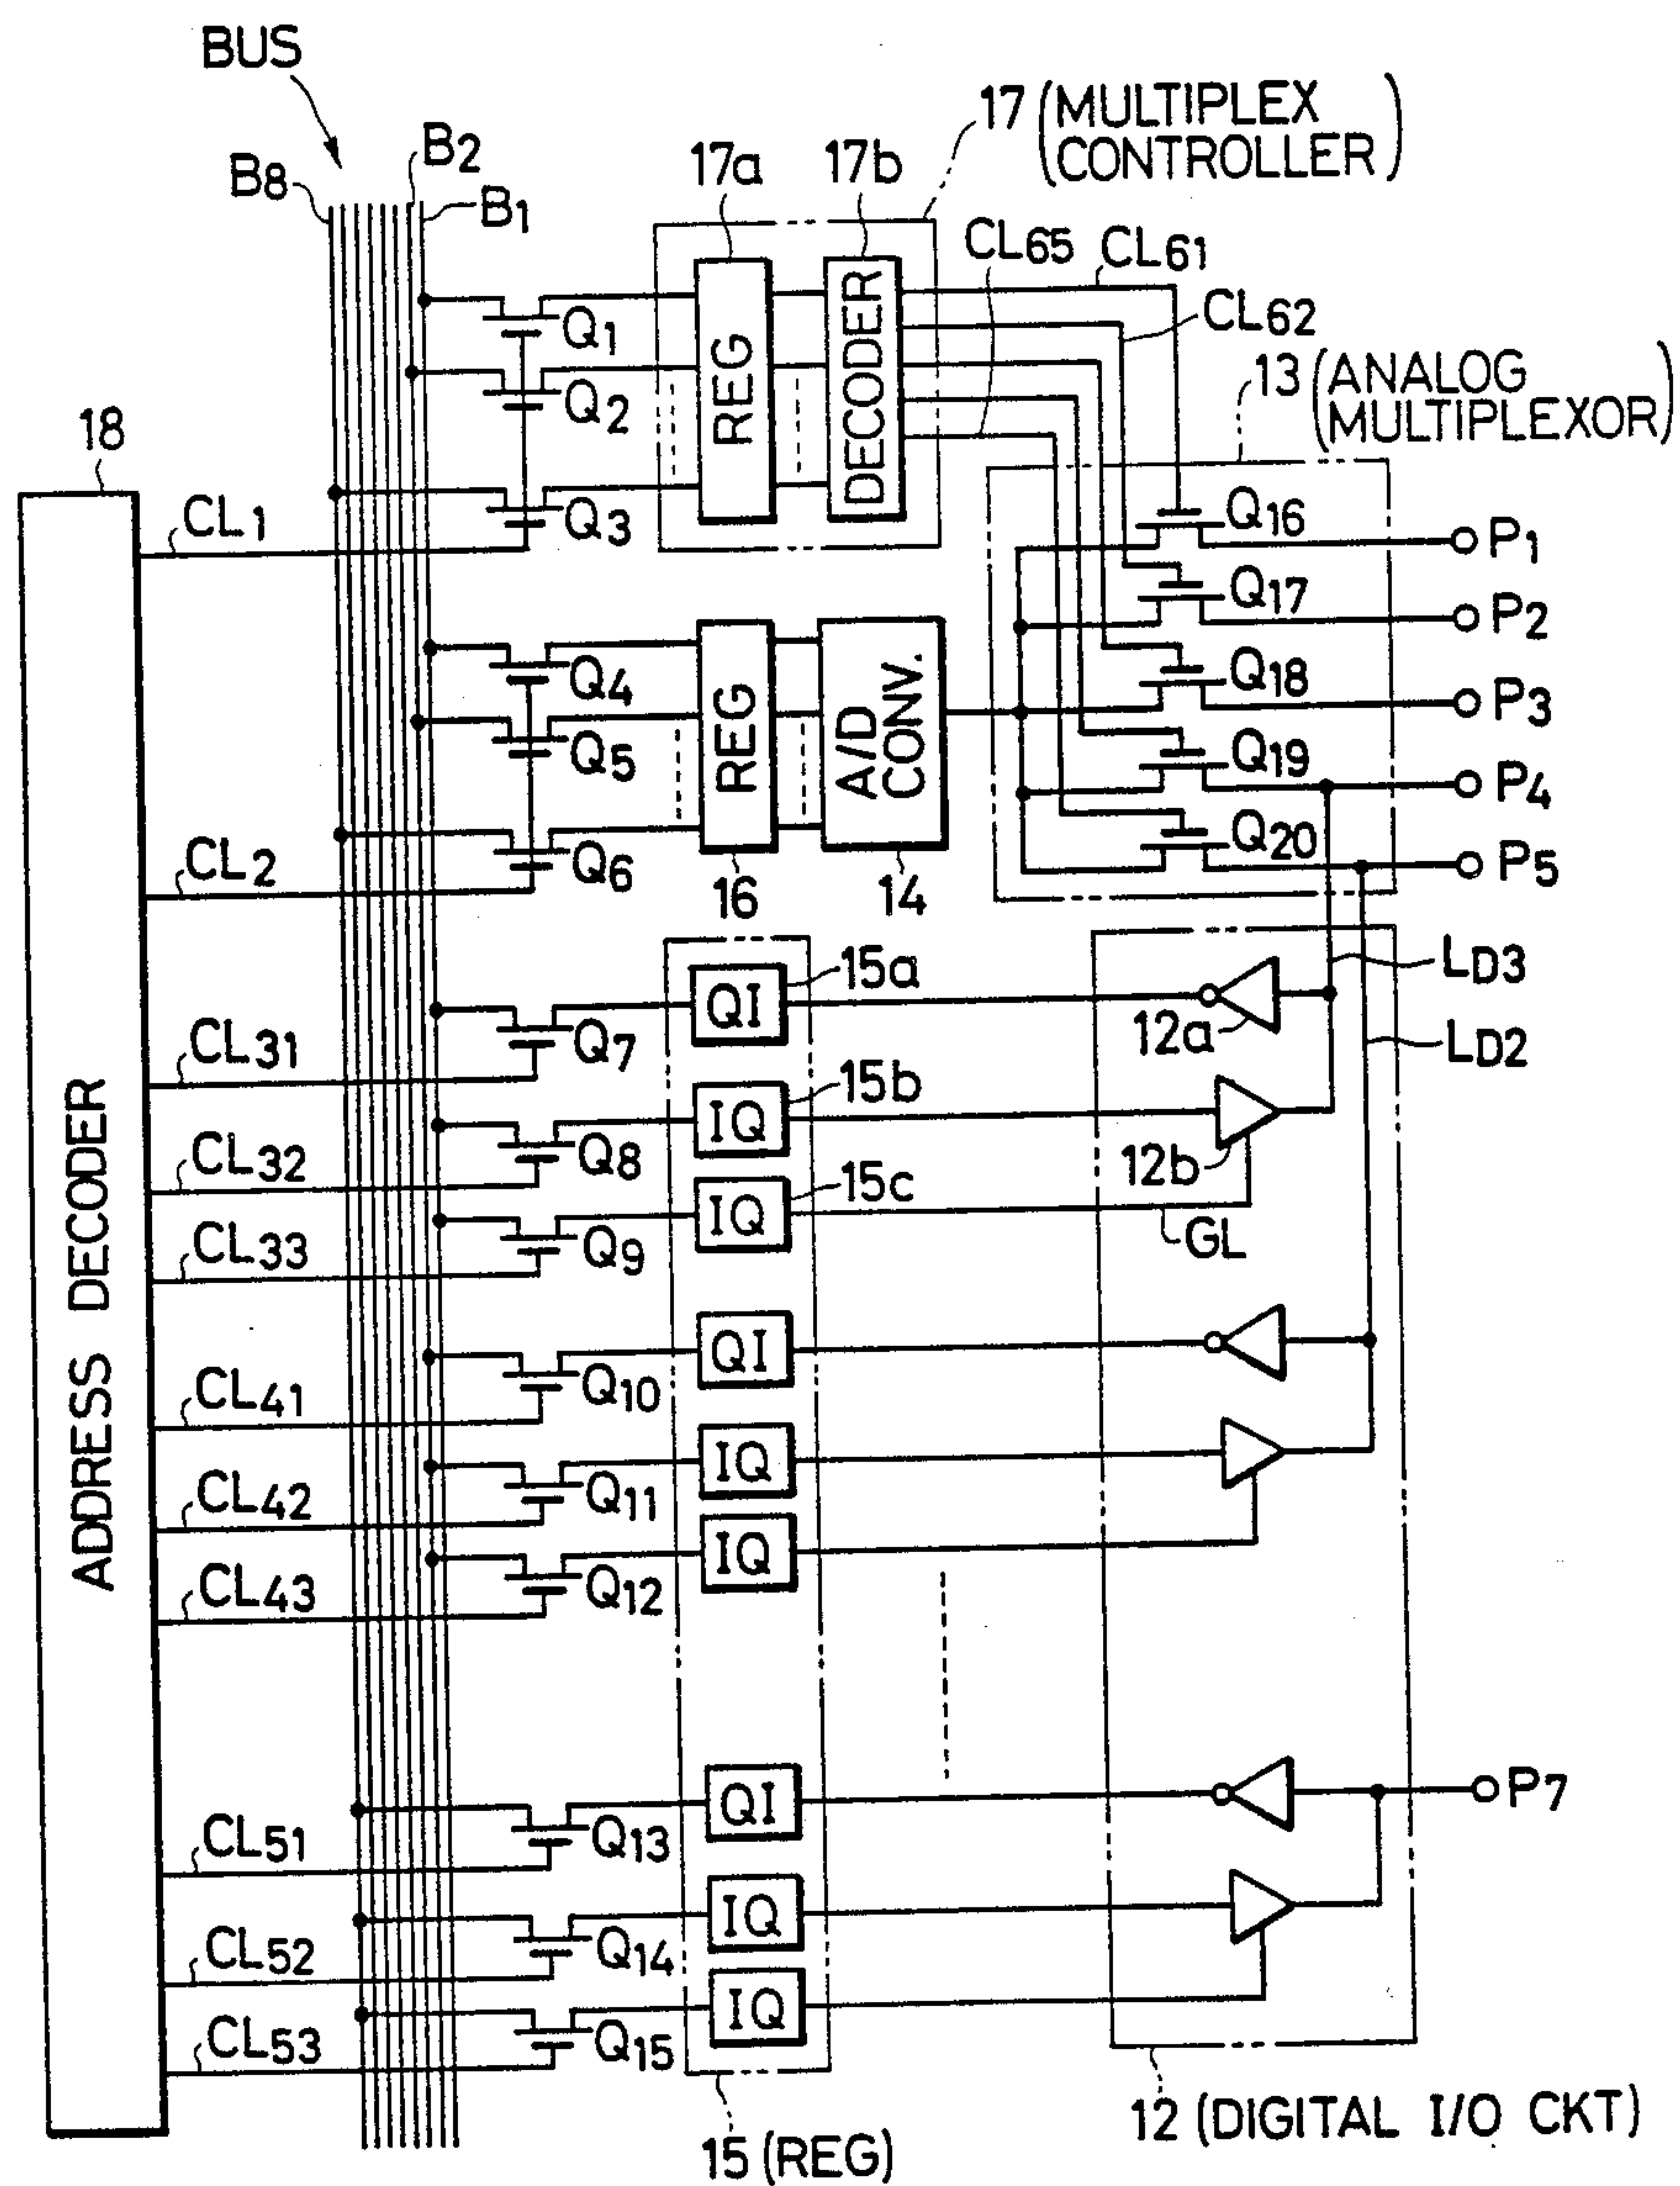 BUS
B8
B2
B1
17a
17b
17 (MULTIPLEX
CONTROLLER)
CL65
CL61
CL62
13 (ANALOG
MULTIPLEXOR)
18
CL1
Q1
Q2
Q3
REG
DECODER
Q16
P1
Q17
P2
Q18
P3
Q19
P4
Q20
P5
CL2
Q4
Q5
Q6
REG
16
A/D
CONV.
14
ADDRESS DECODER
CL31
Q7
QI
15a
12a
LD3
LD2
CL32
Q8
IQ
15b
12b
CL33
Q9
IQ
15c
GL
CL41
Q10
QI
CL42
Q11
IQ
CL43
Q12
IQ
CL51
Q13
QI
P7
CL52
Q14
IQ
CL53
Q15
IQ
15 (REG)
12 (DIGITAL I/O CKT)